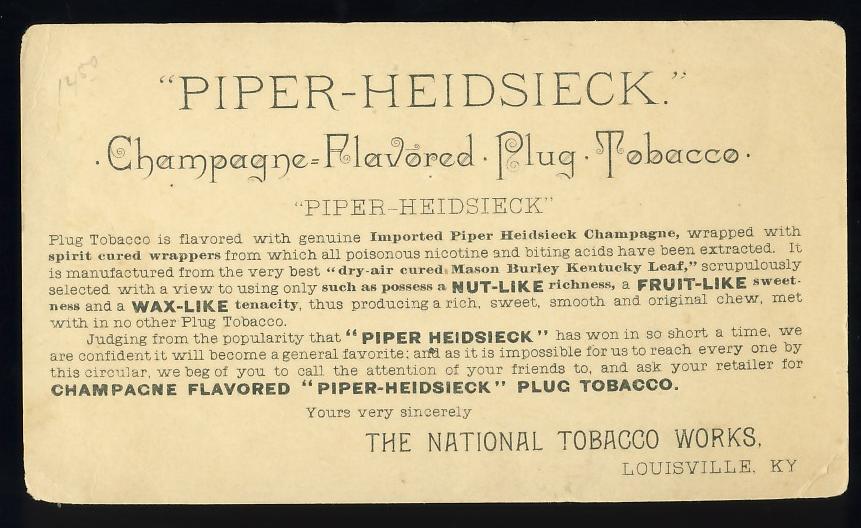 1450
"PIPER-HEIDSIECK."
·Champagne=Flavored·Plug·Tobacco·
"PIPER-HEIDSIECK"
Plug Tobacco is flavored with genuine Imported Piper Heidsieck Champagne, wrapped with
spirit cured wrappers from which all poisonous nicotine and biting acids have been extracted. It
is manufactured from the very best "dry-air cured Mason Burley Kentucky Leaf," scrupulously
selected with a view to using only such as possess a NUT-LIKE richness, a FRUIT-LIKE sweet-
ness and a WAX-LIKE tenacity, thus producing a rich, sweet, smooth and original chew, met
with in no other Plug Tobacco.
Judging from the popularity that "PIPER HEIDSIECK" has won in so short a time, we
are confident it will become a general favorite; and as it is impossible for us to reach every one by
this circular, we beg of you to call the attention of your friends to, and ask your retailer for
CHAMPAGNE FLAVORED "PIPER-HEIDSIECK" PLUG TOBACCO.
Yours very sincerely
THE NATIONAL TOBACCO WORKS,
LOUISVILLE, KY